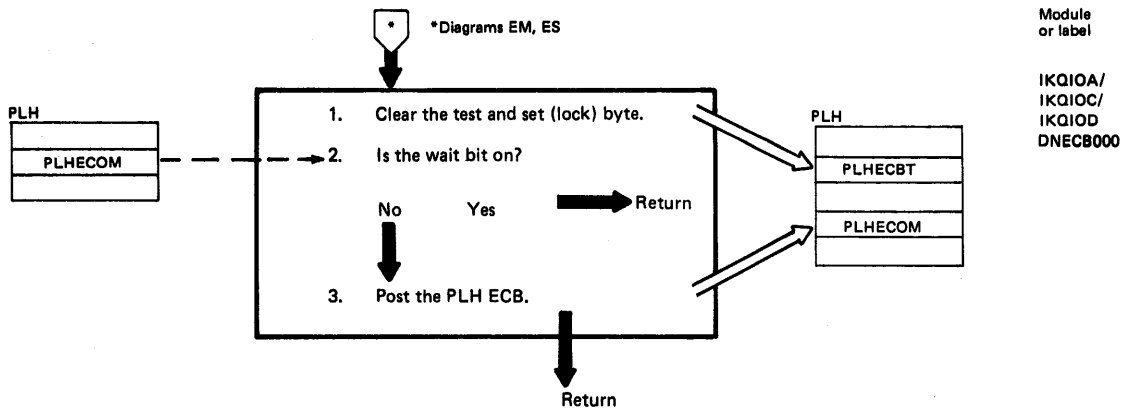 *
*Diagrams EM, ES
Module
or label
IKQIOA/
IKQIOC/
IKQIOD
DNECB000
PLH
PLHECOM
1. Clear the test and set (lock) byte.
2. Is the wait bit on?
No Yes Return
3. Post the PLH ECB.
PLH
PLHECBT
PLHECOM
Return